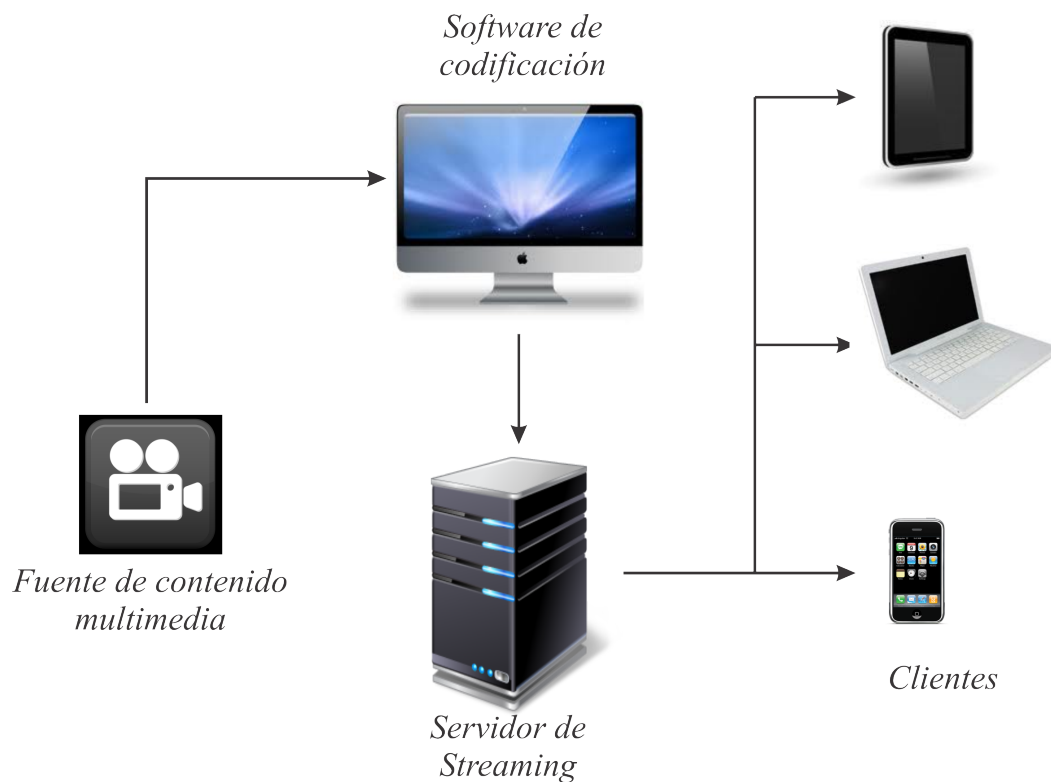 Software de
codificación
Fuente de contenido
multimedia
Servidor de
Streaming
Clientes